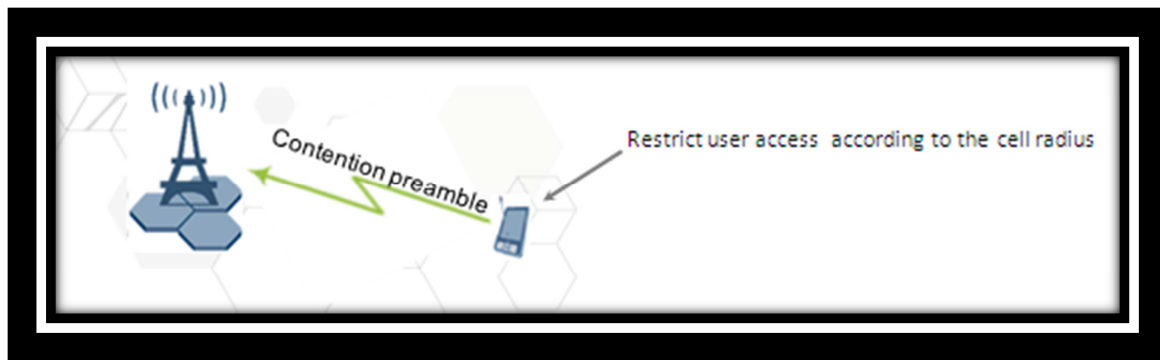 Contention preamble
Restrict user access according to the cell radius